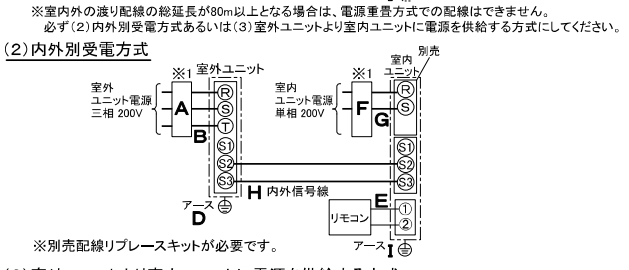 ※室内外の渡り配線の総延長が80m以上となる場合は、電源重畳方式での配線はできません。
必ず(2)内外別受電方式あるいは(3)室外ユニットより室内ユニットに電源を供給する方式にしてください。
(2)内外別受電方式
別売
※1 室外ユニット
※1 室内ユニット
室外
ユニット電源
三相 200V
A
B
R
S
T
S1
S2
S3
室内
ユニット電源
単相 200V
F
G
R
S
S1
S2
S3
H 内外信号線
アース
D
E
リモコン
①
②
アース I
※別売配線リプレースキットが必要です。